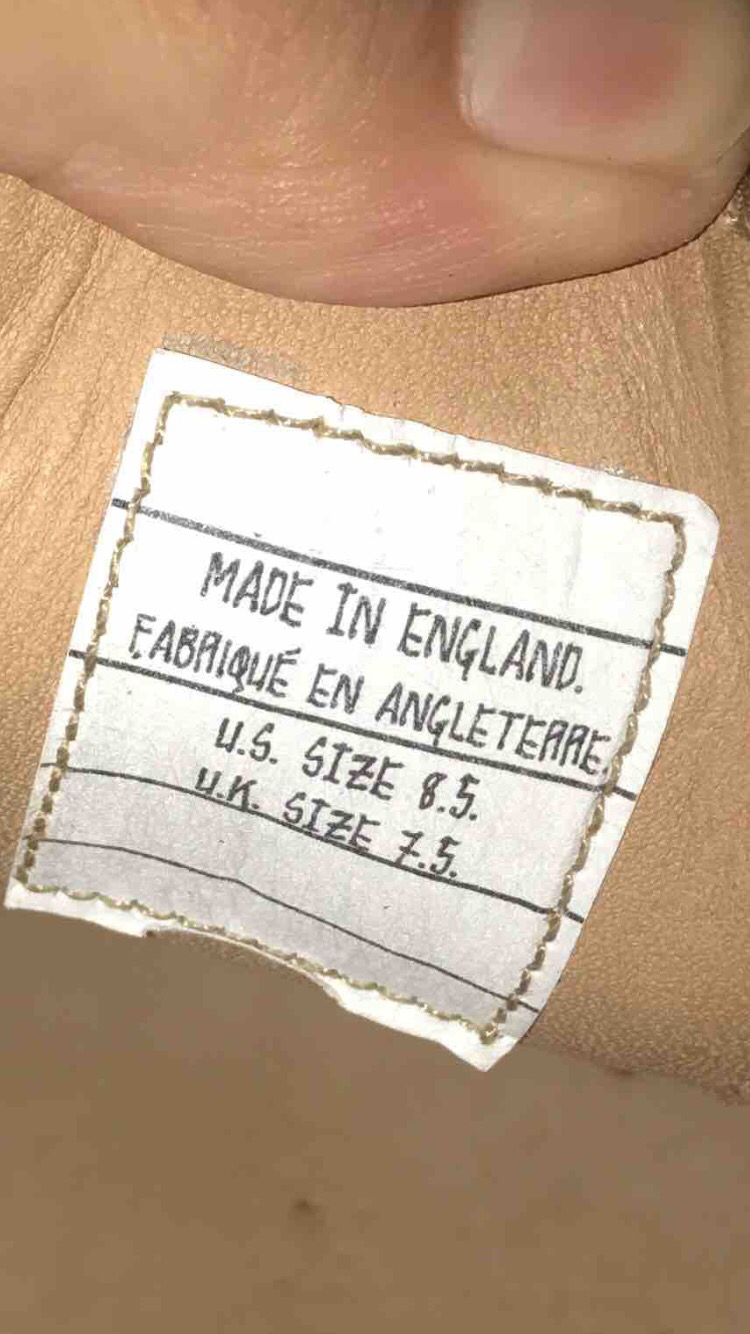 MADE IN ENGLAND.
FABRIQUÉ EN ANGLETERRE.
U.S. SIZE 8.5.
U.K. SIZE 7.5.